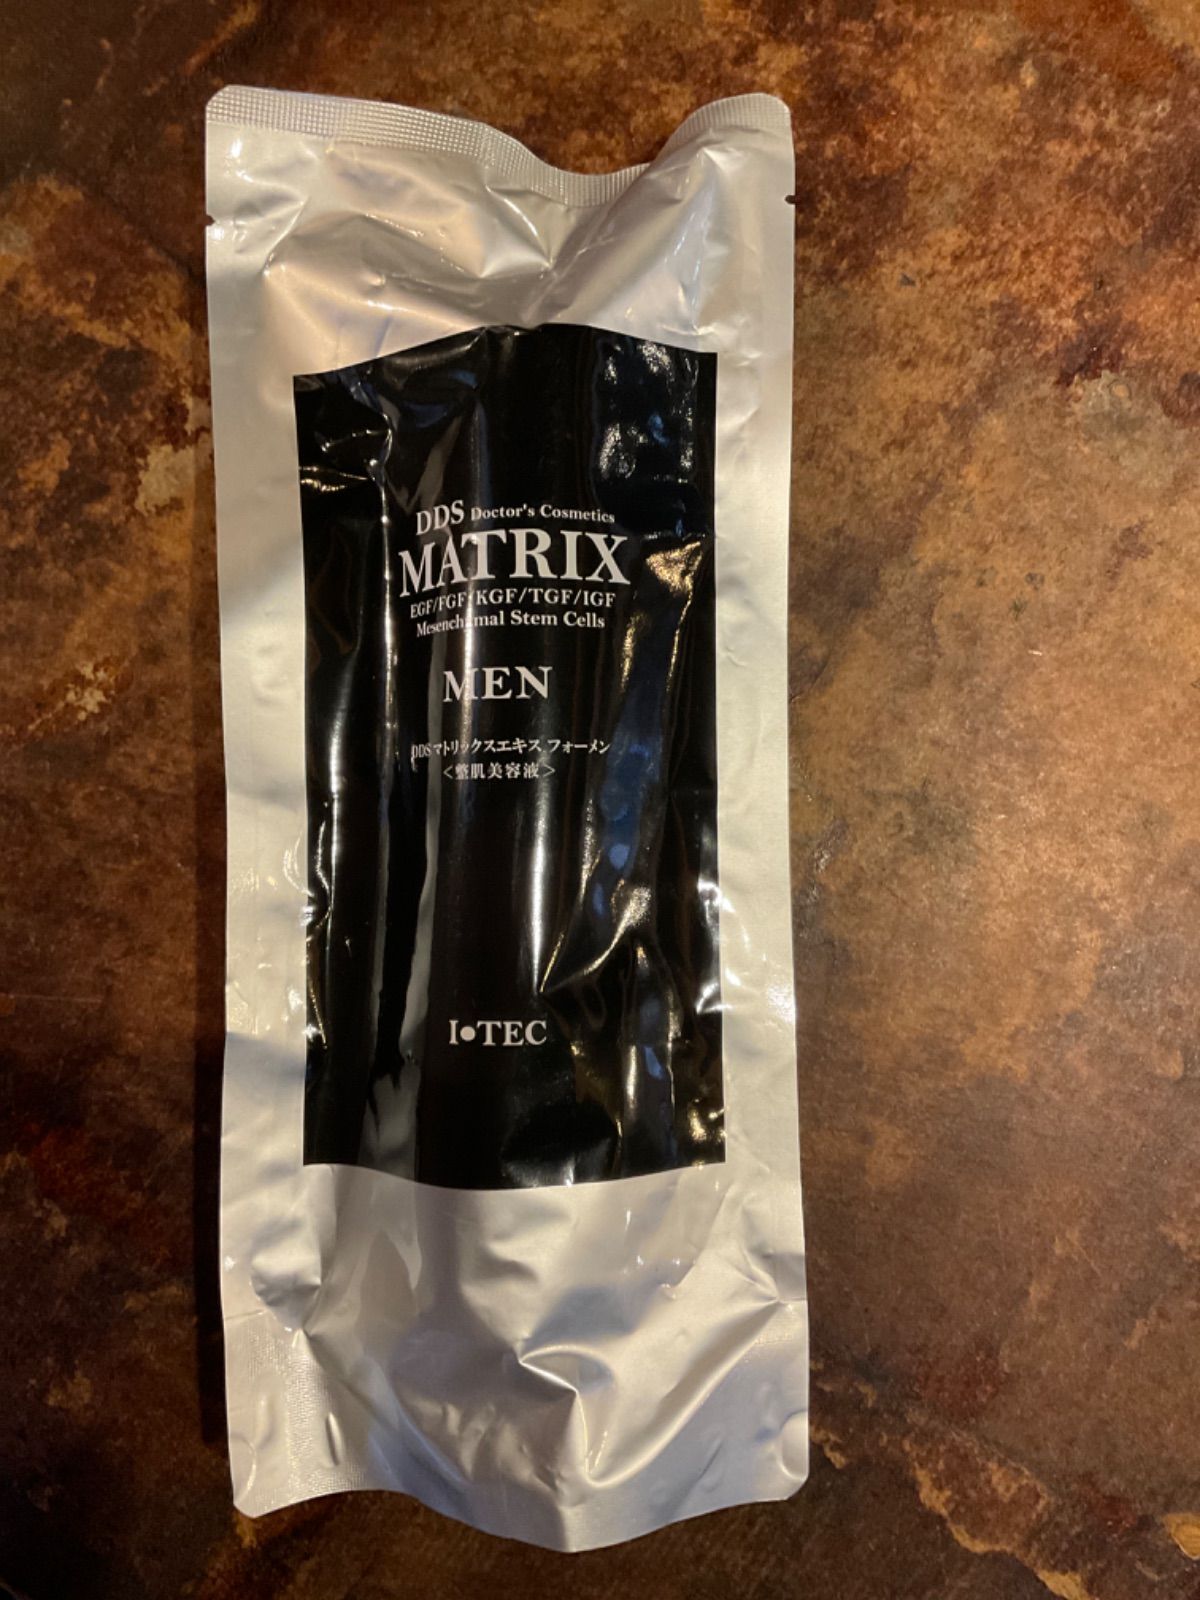 DDS Doctor's Cosmetics
MATRIX
EGF/FGF/KGF/TGF/IGF
Mesenchymal Stem Cells
MEN
DDSマトリックスエキス フォーメン
＜整肌美容液＞
I●TEC